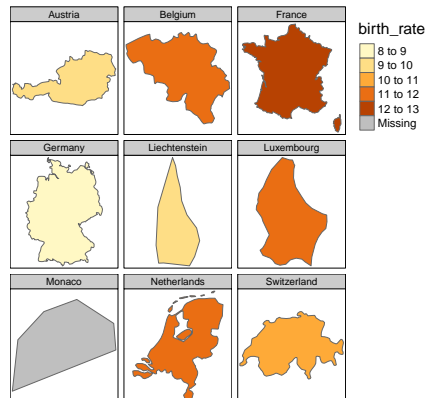 Austria
Belgium
France
Germany
Liechtenstein
Luxembourg
Monaco
Netherlands
Switzerland
birth_rate
8 to 9
9 to 10
10 to 11
11 to 12
12 to 13
Missing